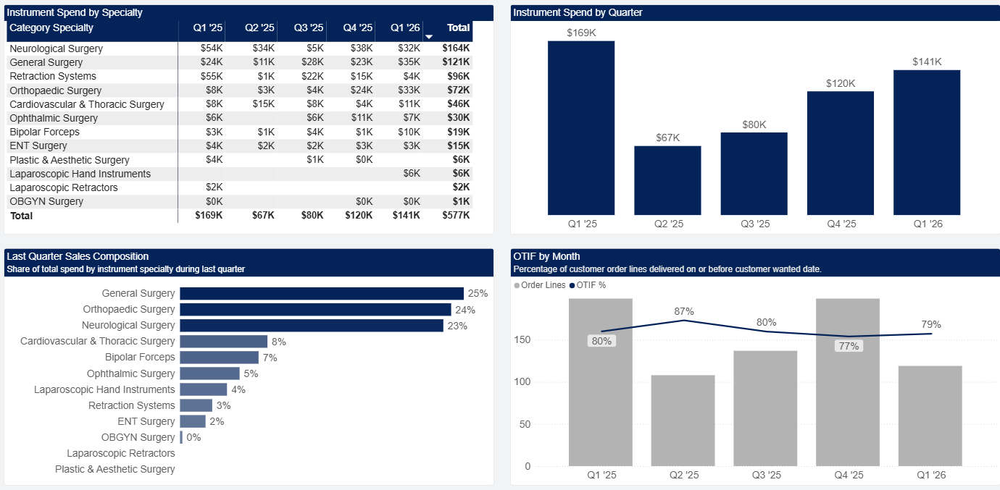 Instrument Spend by Specialty
Category Specialty Q1 '25 Q2 '25 Q3 '25 Q4 '25 Q1 '26 Total
Neurological Surgery $54K $34K $5K $38K $32K $164K
General Surgery $24K $11K $28K $23K $35K $121K
Retraction Systems $55K $1K $22K $15K $4K $96K
Orthopaedic Surgery $8K $3K $4K $24K $33K $72K
Cardiovascular & Thoracic Surgery $8K $15K $8K $4K $11K $46K
Ophthalmic Surgery $6K $6K $11K $7K $30K
Bipolar Forceps $3K $1K $4K $1K $10K $19K
ENT Surgery $4K $2K $2K $3K $3K $15K
Plastic & Aesthetic Surgery $4K $1K $0K $6K
Laparoscopic Hand Instruments $6K $6K
Laparoscopic Retractors $2K $2K
OBGYN Surgery $0K $0K $0K $1K
Total $169K $67K $80K $120K $141K $577K
Instrument Spend by Quarter
$169K
$67K
$80K
$120K
$141K
Q1 '25 Q2 '25 Q3 '25 Q4 '25 Q1 '26
Last Quarter Sales Composition
Share of total spend by instrument specialty during last quarter
General Surgery 25%
Orthopaedic Surgery 24%
Neurological Surgery 23%
Cardiovascular & Thoracic Surgery 8%
Bipolar Forceps 7%
Ophthalmic Surgery 5%
Laparoscopic Hand Instruments 4%
Retraction Systems 3%
ENT Surgery 2%
OBGYN Surgery 0%
Laparoscopic Retractors
Plastic & Aesthetic Surgery
OTIF by Month
Percentage of customer order lines delivered on or before customer wanted date.
Order Lines OTIF %
80% 87% 80% 77% 79%
150
100
50
0
Q1 '25 Q2 '25 Q3 '25 Q4 '25 Q1 '26